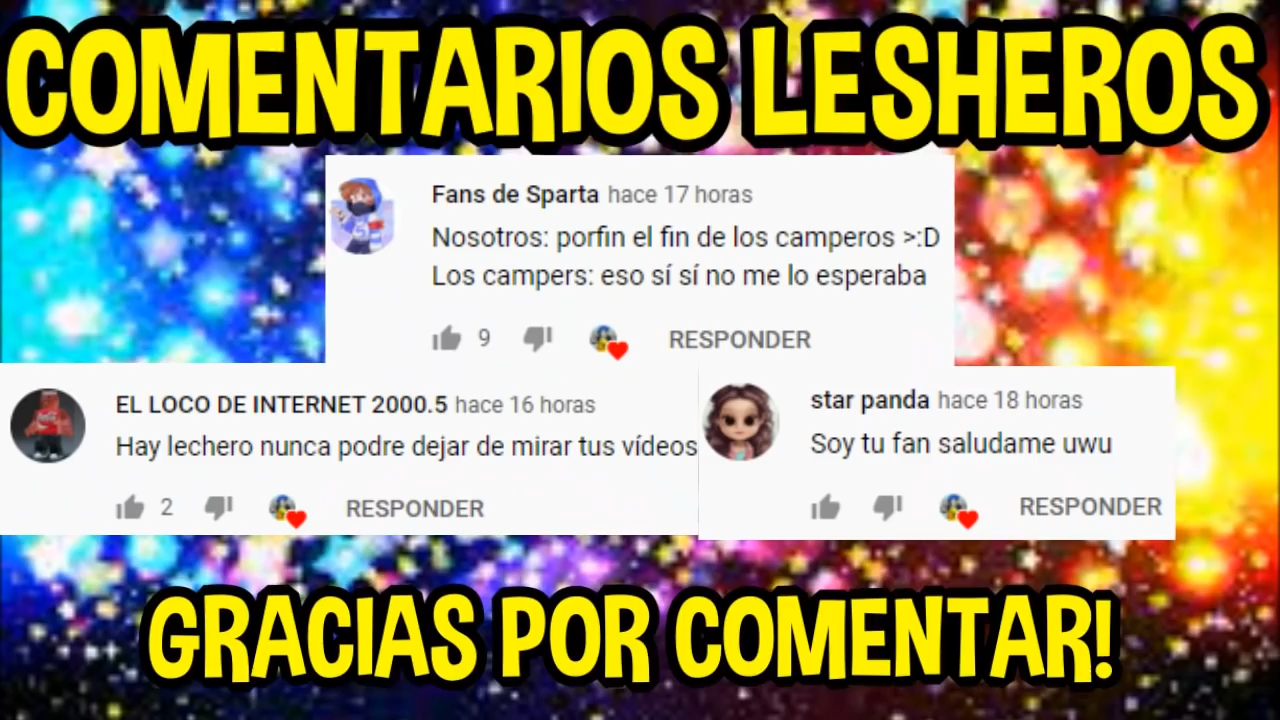 COMENTARIOS LESHEROS
Fans de Sparta hace 17 horas
Nosotros: porfin el fin de los camperos >:D
Los campers: eso sí sí no me lo esperaba
9 RESPONDER
EL LOCO DE INTERNET 2000.5 hace 16 horas
Hay lechero nunca podre dejar de mirar tus vídeos
2 RESPONDER
star panda hace 18 horas
Soy tu fan saludame uwu
RESPONDER
GRACIAS POR COMENTAR!